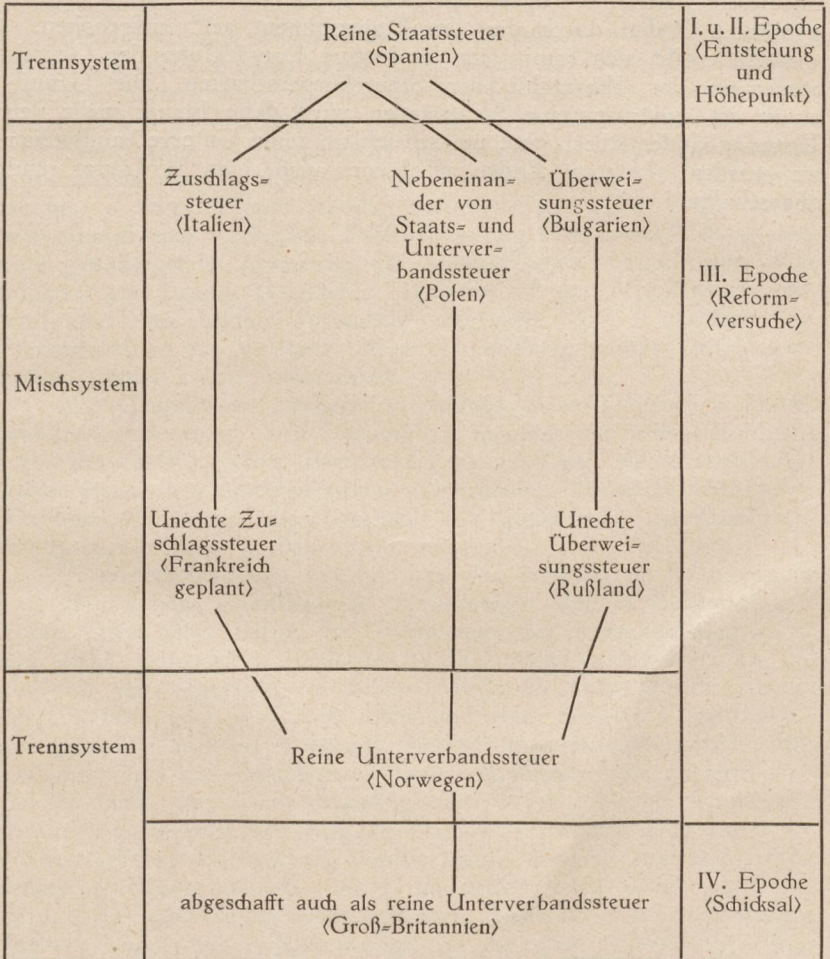 Trennsystem
Reine Staatssteuer
⟨Spanien⟩
I. u. II. Epoche
⟨Entstehung
und
Höhepunkt⟩
Mischsystem
Zuschlags=
steuer
⟨Italien⟩
Nebeneinan=
der von
Staats= und
Unterver=
bandssteuer
⟨Polen⟩
Überwei=
sungssteuer
⟨Bulgarien⟩
III. Epoche
⟨Reform=
⟨versuche⟩
Unechte Zu=
schlagssteuer
⟨Frankreich
geplant⟩
Unechte
Überwei=
sungssteuer
⟨Rußland⟩
Trennsystem
Reine Unterverbandssteuer
⟨Norwegen⟩
abgeschafft auch als reine Unterverbandssteuer
⟨Groß=Britannien⟩
IV. Epoche
⟨Schicksal⟩